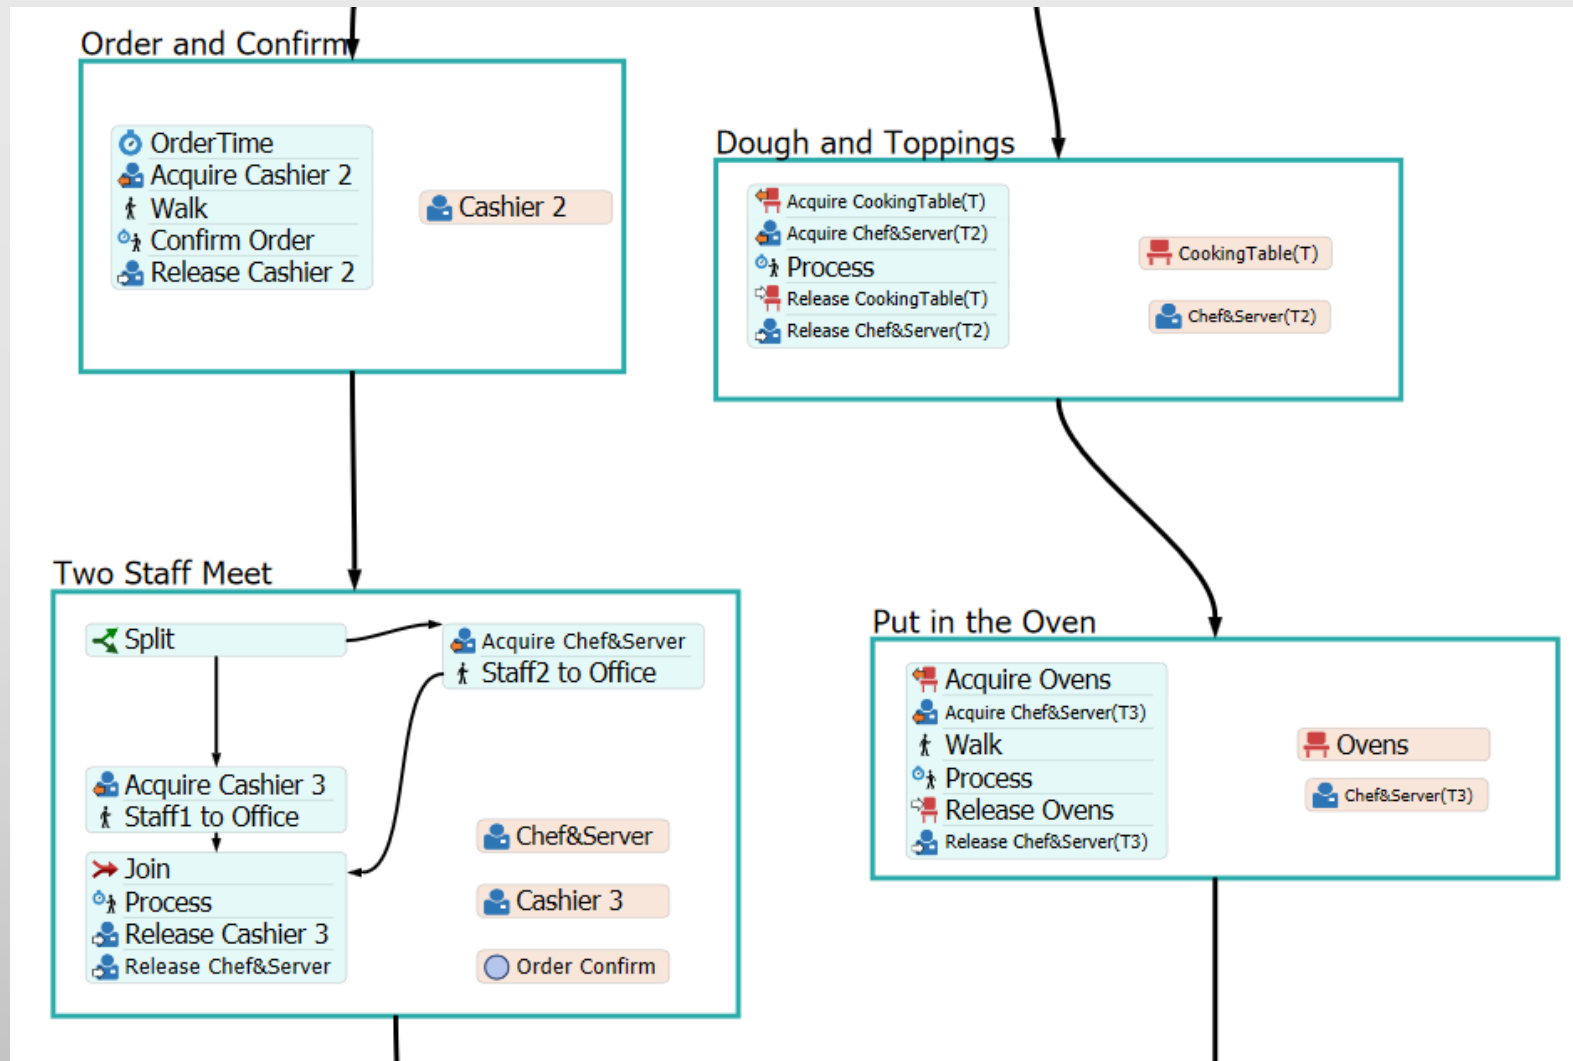 Order and Confirm
OrderTime
Acquire Cashier 2
Walk
Confirm Order
Release Cashier 2
Cashier 2
Two Staff Meet
Split
Acquire Chef&Server
Staff2 to Office
Acquire Cashier 3
Staff1 to Office
Join
Process
Release Cashier 3
Release Chef&Server
Chef&Server
Cashier 3
Order Confirm
Dough and Toppings
Acquire CookingTable(T)
Acquire Chef&Server(T2)
Process
Release CookingTable(T)
Release Chef&Server(T2)
CookingTable(T)
Chef&Server(T2)
Put in the Oven
Acquire Ovens
Acquire Chef&Server(T3)
Walk
Process
Release Ovens
Release Chef&Server(T3)
Ovens
Chef&Server(T3)